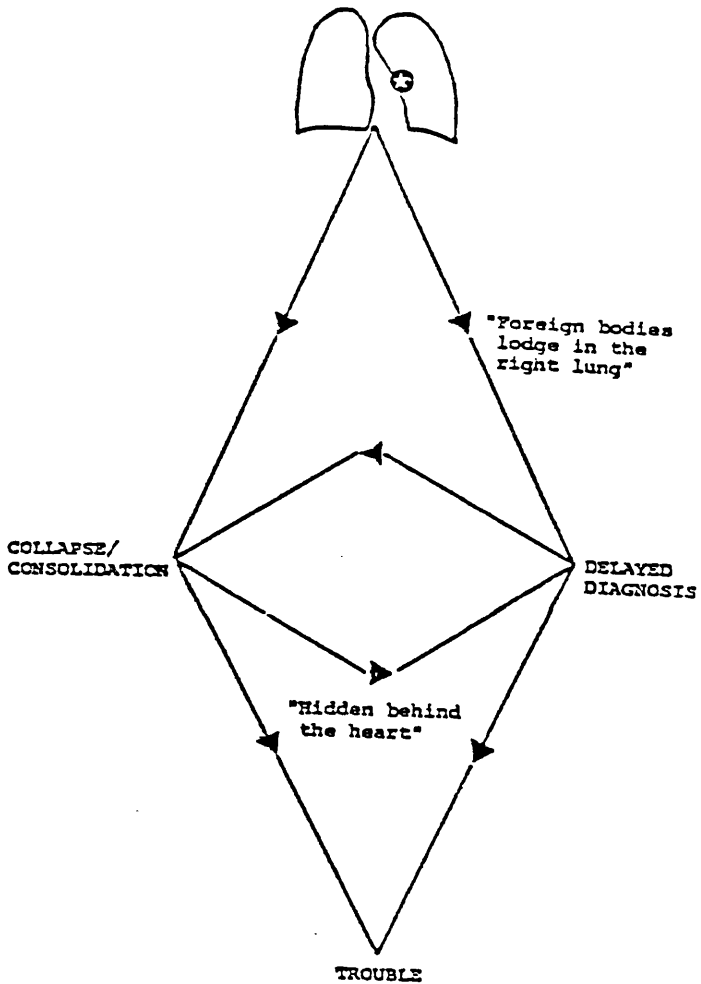 "Foreign bodies
lodge in the
right lung"
COLLAPSE/
CONSOLIDATION
DELAYED
DIAGNOSIS
"Hidden behind
the heart"
TROUBLE